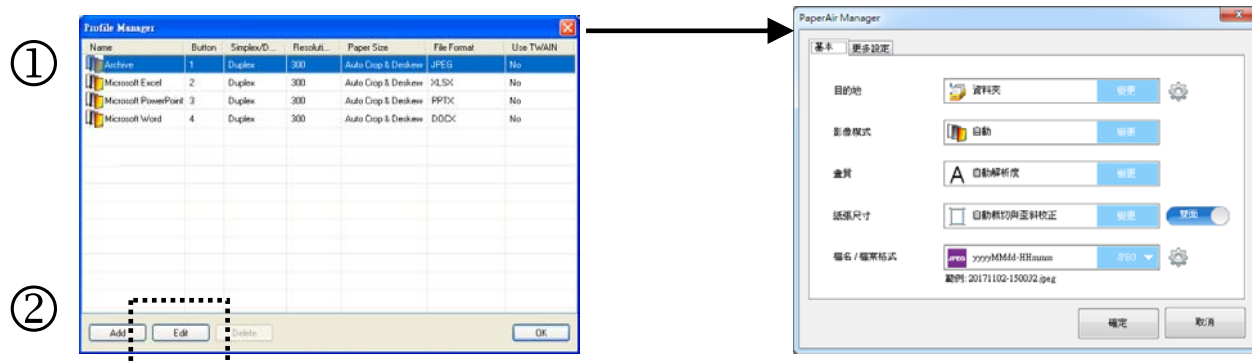 ①
Profile Manager
Name Button Simplex/D... Resoluti... Paper Size File Format Use TWAIN
Archive 1 Duplex 300 Auto Crop & Deskew JPEG No
Microsoft Excel 2 Duplex 300 Auto Crop & Deskew XLSX No
Microsoft PowerPoint 3 Duplex 300 Auto Crop & Deskew PPTX No
Microsoft Word 4 Duplex 300 Auto Crop & Deskew DOCX No
②
Add Edit Delete OK
PaperAir Manager
基本 更多設定
目的地 資料夾 變更
影像模式 自動 變更
畫質 A 自動解析度 變更
紙張尺寸 自動裁切與歪斜校正 變更 雙面
檔名 / 檔案格式 JPEG yyyyMMdd-HHmmss JPEG
範例: 20171102-150032.jpeg
確定 取消